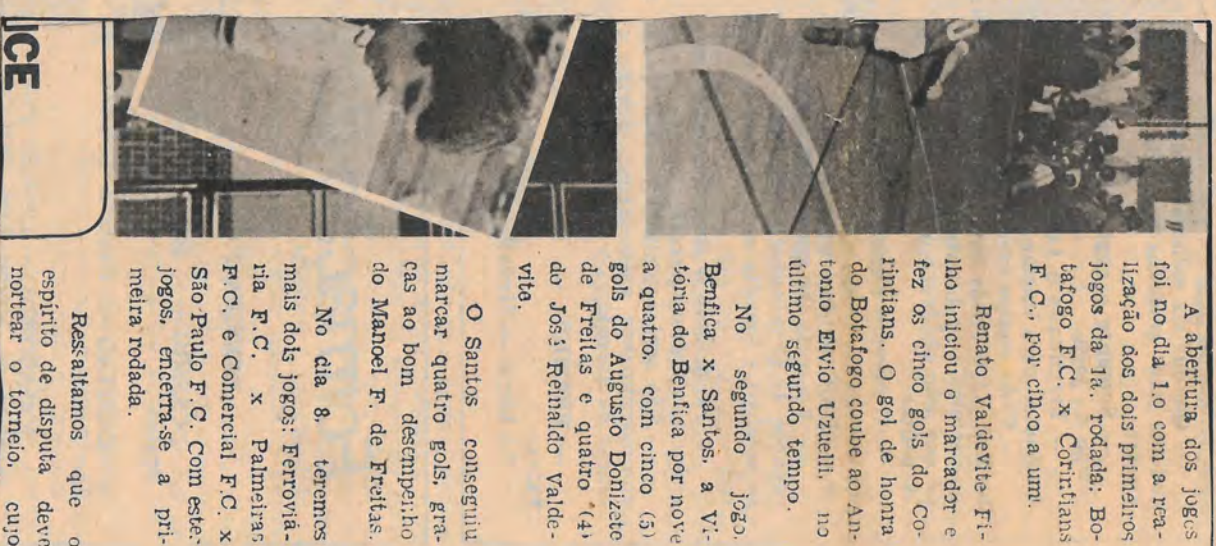 A abertura dos jogos
foi no dia 1.o com a rea-
lização dos dois primeiros
jogos da 1a. rodada: Bo-
tafogo F.C. x Corintians
F.C., por cinco a um!
Renato Valdevite Fi-
lho iniciou o marcador e
fez os cinco gols do Co-
rintians. O gol de honra
do Botafogo coube ao An-
tonio Elvio Uzuelli, no
último segundo tempo.
No segundo jogo,
Benfica x Santos, a Vi-
tória do Benfica por nove
a quatro, com cinco (5)
gols do Augusto Donizete
de Freitas e quatro (4)
do José Reinaldo Valde-
vite.
O Santos conseguiu
marcar quatro gols, gra-
ças ao bom desempenho
do Manoel F. de Freitas.
No dia 8, teremos
mais dois jogos: Ferroviá-
ria F.C. x Palmeiras
F.C. e Comercial F.C. x
São Paulo F.C. Com estes
jogos, encerra-se a pri-
meira rodada.
Ressaltamos que o
espírito de disputa deve
nortear o torneio, cujo
ICE